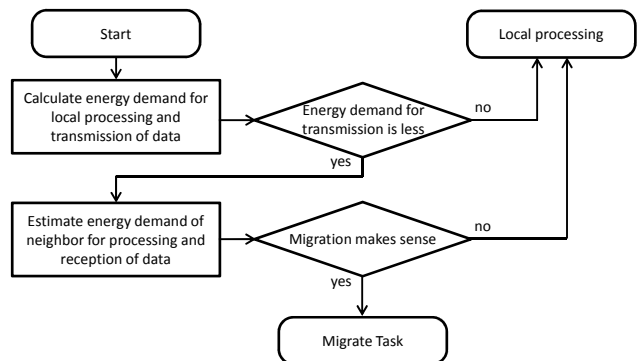 Start
Local processing
Calculate energy demand for
local processing and
transmission of data
Energy demand for
transmission is less
no
yes
Estimate energy demand of
neighbor for processing and
reception of data
Migration makes sense
no
yes
Migrate Task